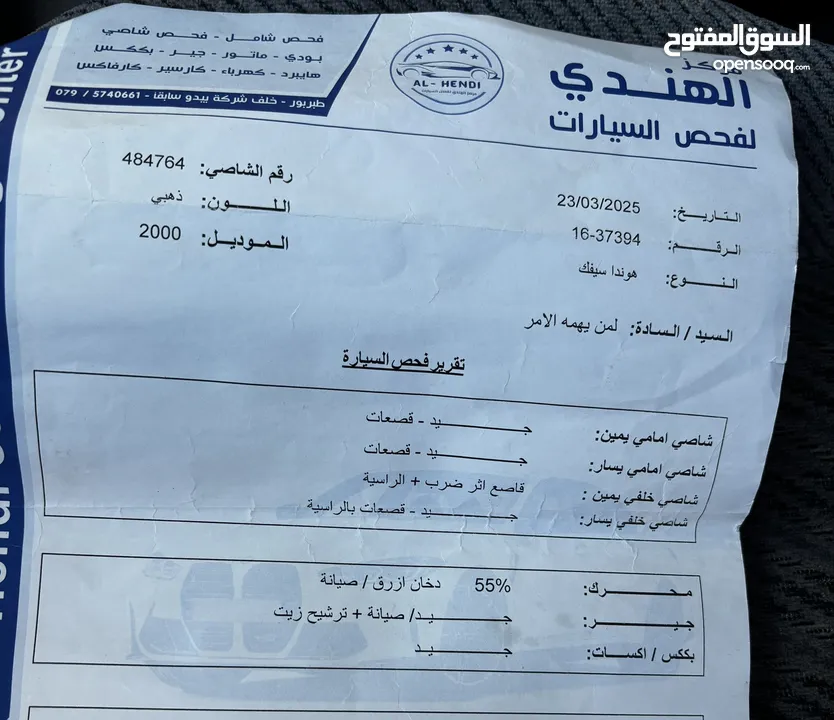 السوق المفتوح
opensooq.com
مركز
الهندي
لفحص السيارات
AL-HENDI
فحص شامل - فحص شاصي
بودي - ماتور - جير - بكس
هايبرد - كهرباء - كارسير - كارفاكس
طبربور - خلف شركة بيدو سابقا - 5740661 / 079
التاريخ: 23/03/2025
رقم الشاصي: 484764
الرقم: 16-37394
اللون: ذهبي
النوع: هوندا سيفك
الموديل: 2000
السيد / السادة: لمن يهمه الامر
تقرير فحص السيارة
شاصي امامي يمين: جيد - قصعات
شاصي امامي يسار: جيد - قصعات
شاصي خلفي يمين: قاصع اثر ضرب + الراسية
شاصي خلفي يسار: جيد - قصعات بالراسية
محرك: 55% دخان ازرق / صيانة
جير: جيد/ صيانة + ترشيح زيت
بككس / اكسات: جيد